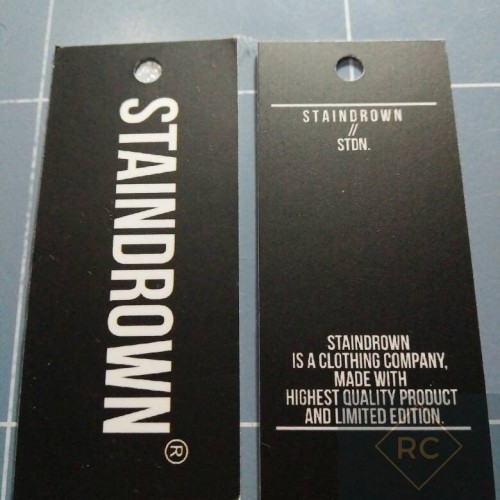 STAINDROWN®
STAINDROWN
//
STDN.
STAINDROWN
IS A CLOTHING COMPANY,
MADE WITH
HIGHEST QUALITY PRODUCT
AND LIMITED EDITION.
RC